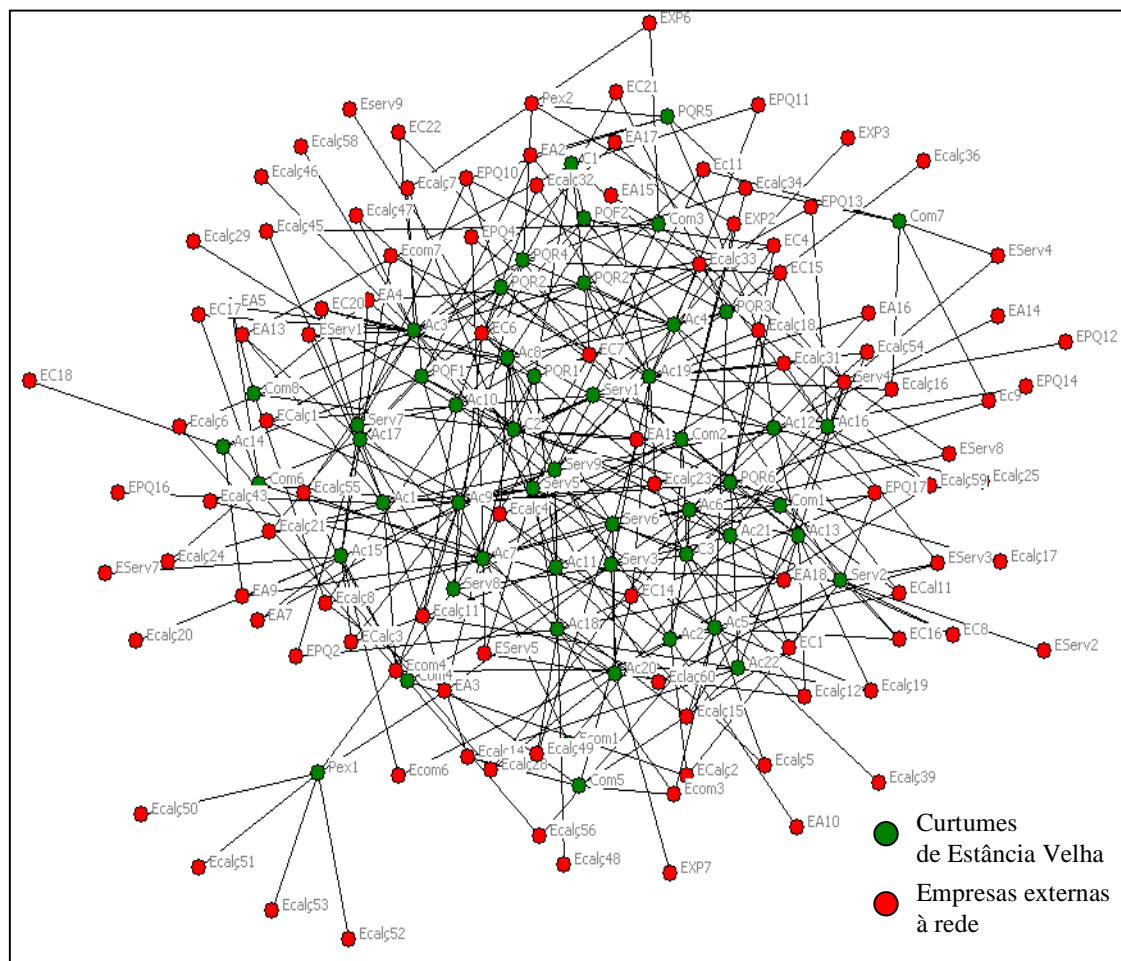 EXP6
Pex2
EC21
EPQ11
PQR5
Eserv9
EC22
EA17
EXP3
Ecalç58
EA2
AC1
Ecalç36
Ecalç46
Ecalç7
EPQ10
Ecalç32
EA15
Ec11
Ecalç34
EPQ13
Ecalç47
PQF2
Com3
EXP2
Com7
Ecalç45
EPQ4
Ecalç29
Ecom7
PQR4
Ecalç33
EC4
EC15
EServ4
EA5
EA4
PQR2
PQR2
PQR3
EC17
EC20
EA16
EA14
EA13
EServ1
Ac3
EC6
Ac4
Ecalç18
EPQ12
Ac8
EC7
Ecalç31
Ecalç54
EC18
Com8
PQF1
PQR1
Ac19
Serv4
Ecalç16
EPQ14
Ac10
Serv1
Ec9
Ecalç6
ECalç1
Serv7
Ac17
C2
EA1
Com2
Ac12
Ac16
Ac14
EServ8
Com6
Serv9
Ecalç23
PQR6
Ecalç59
Ecalç25
EPQ16
Ecalç43
Ecalç55
Ac1
Ac9
Serv5
EPQ17
Ecalç4
Ac6
Com1
Ecalç21
Serv6
Ac21
Ac13
Ecalç24
Ac15
Ac7
Ac11
Serv3
C3
EServ3
Ecalç17
EServ7
EA9
Serv8
EC14
EA18
Serv2
ECal11
Ecalç8
Ecalç11
EA7
Ecalç20
ECalç3
Ac18
Ac2
Ac5
EC16
EC8
EPQ2
EServ5
EC1
EServ2
Ecom4
Com4
Ac20
Ac22
EA3
Eclaç60
Ecalç12
Ecalç19
Ecalç15
Ecom1
Ecalç14
Ecalç49
Pex1
Ecom6
Ecalç28
Com5
ECalç2
Ecalç5
Ecom3
Ecalç39
Ecalç50
EA10
Ecalç56
Ecalç51
Ecalç48
EXP7
Ecalç53
Ecalç52
Curtumes
de Estância Velha
Empresas externas
à rede